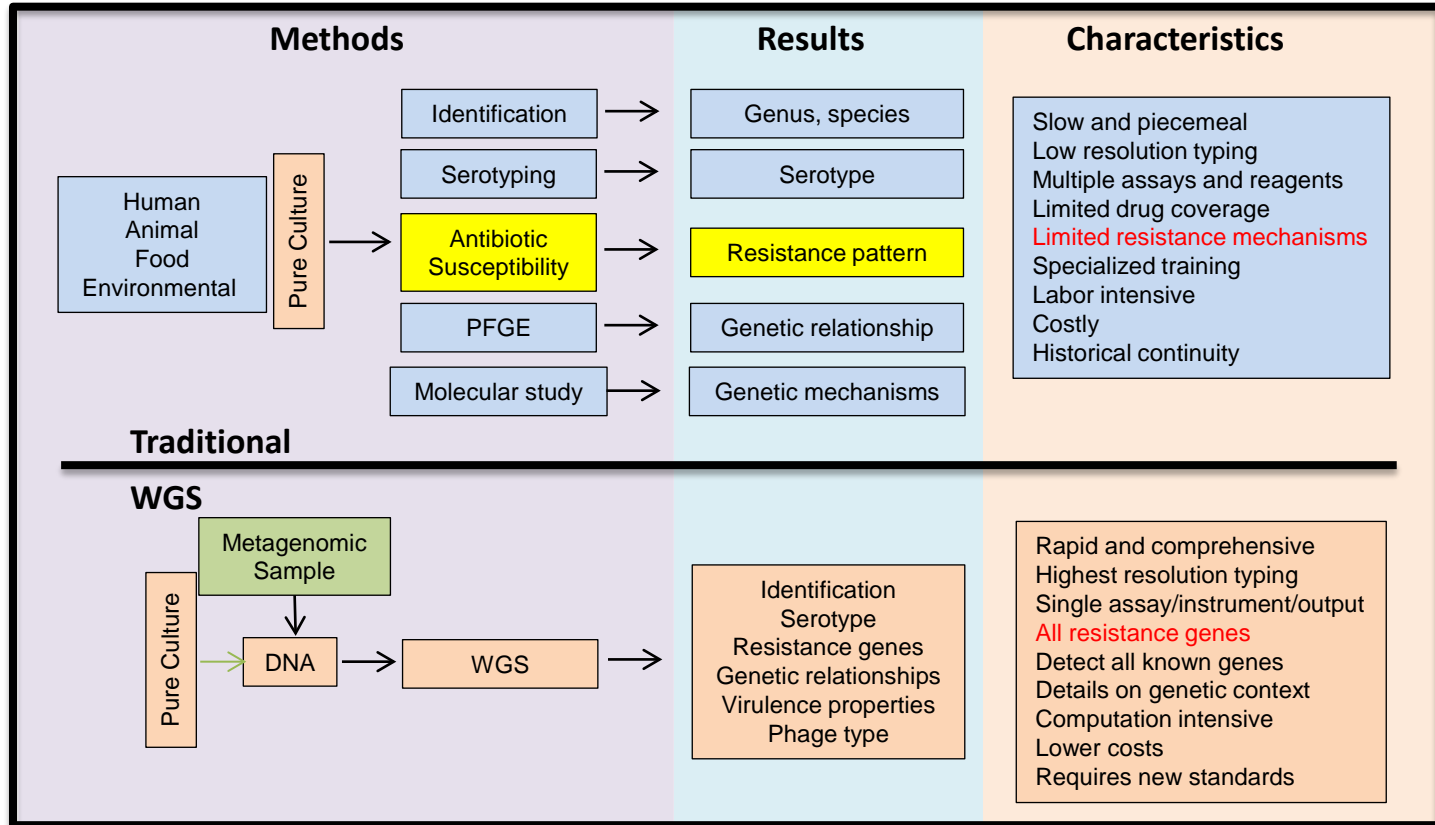 Methods
Results
Characteristics
Human
Animal
Food
Environmental
Pure Culture
Identification
Genus, species
Serotyping
Serotype
Antibiotic
Susceptibility
Resistance pattern
PFGE
Genetic relationship
Molecular study
Genetic mechanisms
Slow and piecemeal
Low resolution typing
Multiple assays and reagents
Limited drug coverage
Limited resistance mechanisms
Specialized training
Labor intensive
Costly
Historical continuity
Traditional
WGS
Metagenomic
Sample
Pure Culture
DNA
WGS
Identification
Serotype
Resistance genes
Genetic relationships
Virulence properties
Phage type
Rapid and comprehensive
Highest resolution typing
Single assay/instrument/output
All resistance genes
Detect all known genes
Details on genetic context
Computation intensive
Lower costs
Requires new standards